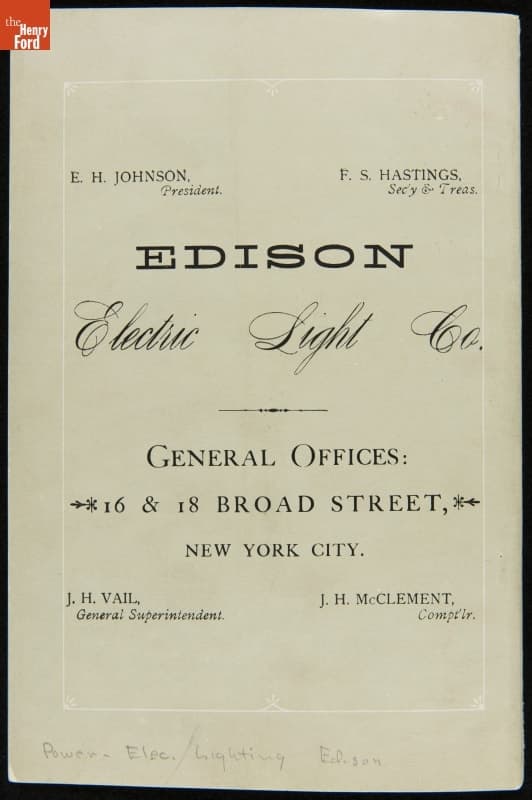 the
Henry
Ford
E. H. JOHNSON,
President.
F. S. HASTINGS,
Sec'y & Treas.
EDISON
Electric Light Co.
GENERAL OFFICES:
16 & 18 BROAD STREET,
NEW YORK CITY.
J. H. VAIL,
General Superintendent.
J. H. McCLEMENT,
Compt'lr.
Power - Elec./Lighting Edison